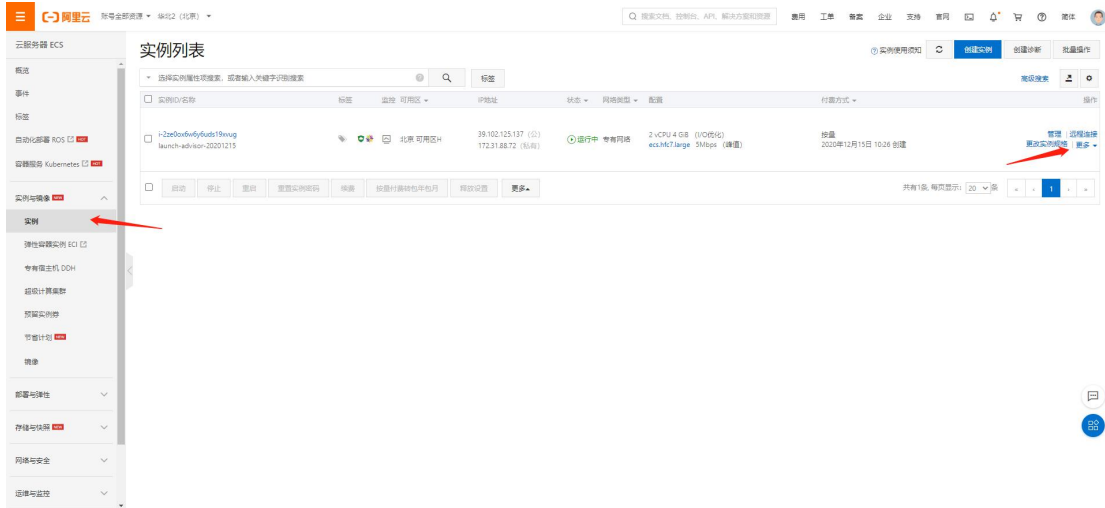 阿里云 账号全部资源 华北2（北京） 搜索文档、控制台、API、解决方案和资源 费用 工单 备案 企业 支持 官网 简体
云服务器 ECS
概览
事件
标签
自动化部署 ROS
容器服务 Kubernetes
实例与镜像
实例
弹性容器实例 ECI
专有宿主机 DDH
超级计算集群
预留实例券
节省计划
镜像
部署与弹性
存储与快照
网络与安全
运维与监控
实例列表
实例使用须知 创建实例 创建诊断 批量操作
选择实例属性项搜索，或者输入关键字识别搜索 标签 高级搜索
实例ID/名称 标签 监控 可用区 IP地址 状态 网络类型 配置 付费方式 操作
i-2ze0ox6w6y6uds19xvug 北京 可用区H 39.102.125.137（公） 运行中 专有网络 2 vCPU 4 GiB （I/O优化） 按量 管理 远程连接
launch-advisor-20201215 172.31.88.72（私有） ecs.hfc7.large 5Mbps （峰值） 2020年12月15日 10:26 创建 更改实例规格 更多
启动 停止 重启 重置实例密码 续费 按量付费转包年包月 释放设置 更多 共有1条, 每页显示: 20 条 « ‹ 1 › »